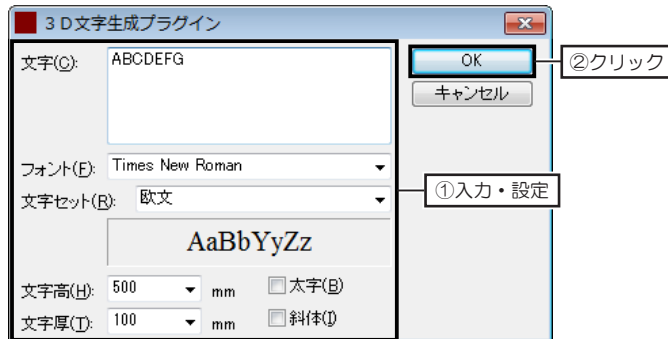 3D文字生成プラグイン
文字(C):
ABCDEFG
OK
②クリック
キャンセル
フォント(F):
Times New Roman
文字セット(R):
欧文
①入力・設定
AaBbYyZz
文字高(H):
500
mm
太字(B)
文字厚(T):
100
mm
斜体(I)